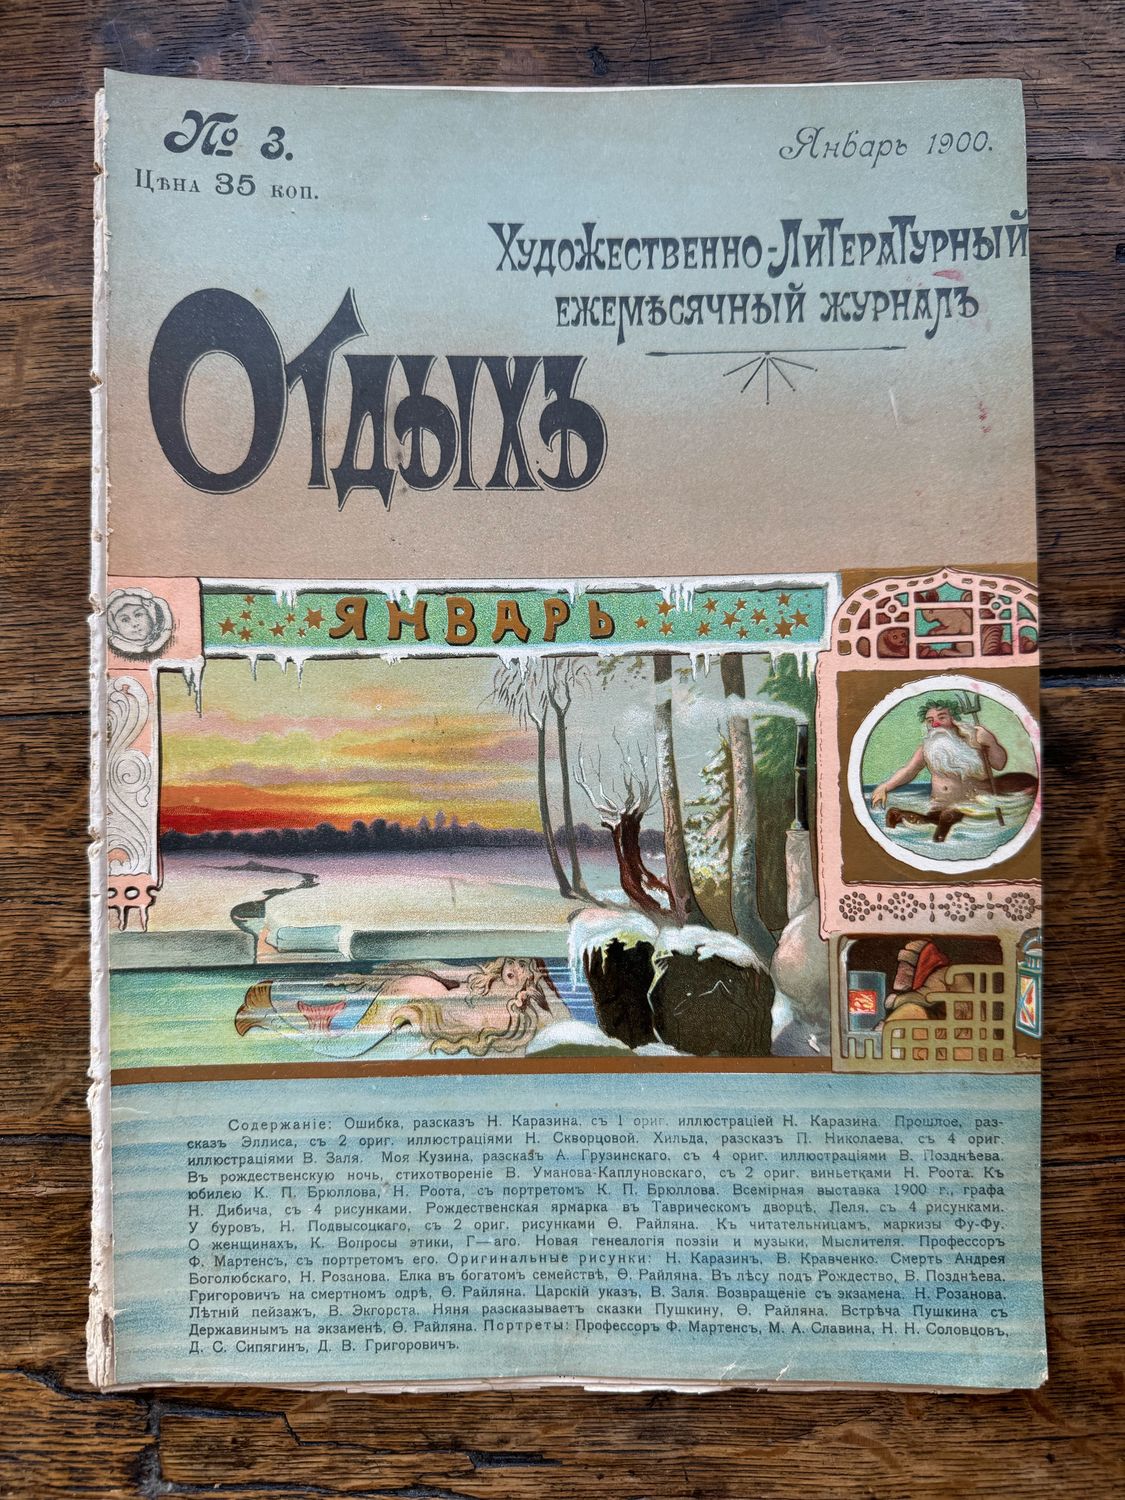 № 3.
Январь 1900.
Цѣна 35 коп.
Художественно-Литературный
ежемѣсячный журналъ
Отдыхъ
ЯНВАРЬ
Содержаніе: Ошибка, разсказъ Н. Каразина, съ 1 ориг. иллюстраціей Н. Каразина. Прошлое, раз-
сказъ Эллиса, съ 2 ориг. иллюстраціями Н. Скворцовой. Хильда, разсказъ П. Николаева, съ 4 ориг.
иллюстраціями В. Заля. Моя Кузина, разсказъ А. Грузинскаго, съ 4 ориг. иллюстраціями В. Позднѣева.
Въ рождественскую ночь, стихотвореніе В. Уманова-Каплуновскаго, съ 2 ориг. виньетками Н. Роота. Къ
юбилею К. П. Брюллова, Н. Роота, съ портретомъ К. П. Брюллова. Всемірная выставка 1900 г., графа
Н. Дибича, съ 4 рисунками. Рождественская ярмарка въ Таврическомъ дворцѣ, Леля, съ 4 рисунками.
У буровъ, Н. Подвысоцкаго, съ 2 ориг. рисунками Ѳ. Райляна. Къ читательницамъ, маркизы Фу-Фу.
О женщинахъ, К. Вопросы этики, Г—аго. Новая генеалогія поэзіи и музыки, Мыслителя. Профессоръ
Ф. Мартенсъ, съ портретомъ его. Оригинальные рисунки: Н. Каразинъ, В. Кравченко. Смерть Андрея
Боголюбскаго, Н. Розанова. Елка въ богатомъ семействѣ, Ѳ. Райляна. Въ лѣсу подъ Рождество, В. Позднѣева.
Григоровичъ на смертномъ одрѣ, Ѳ. Райляна. Царскій указъ, В. Заля. Возвращеніе съ экзамена. Н. Розанова.
Лѣтній пейзажъ, В. Экгорста. Няня разсказываетъ сказки Пушкину, Ѳ. Райляна. Встрѣча Пушкина съ
Державинымъ на экзаменѣ, Ѳ. Райляна. Портреты: Профессоръ Ф. Мартенсъ, М. А. Славина, Н. Н. Соловцовъ,
Д. С. Сипягинъ, Д. В. Григоровичъ.